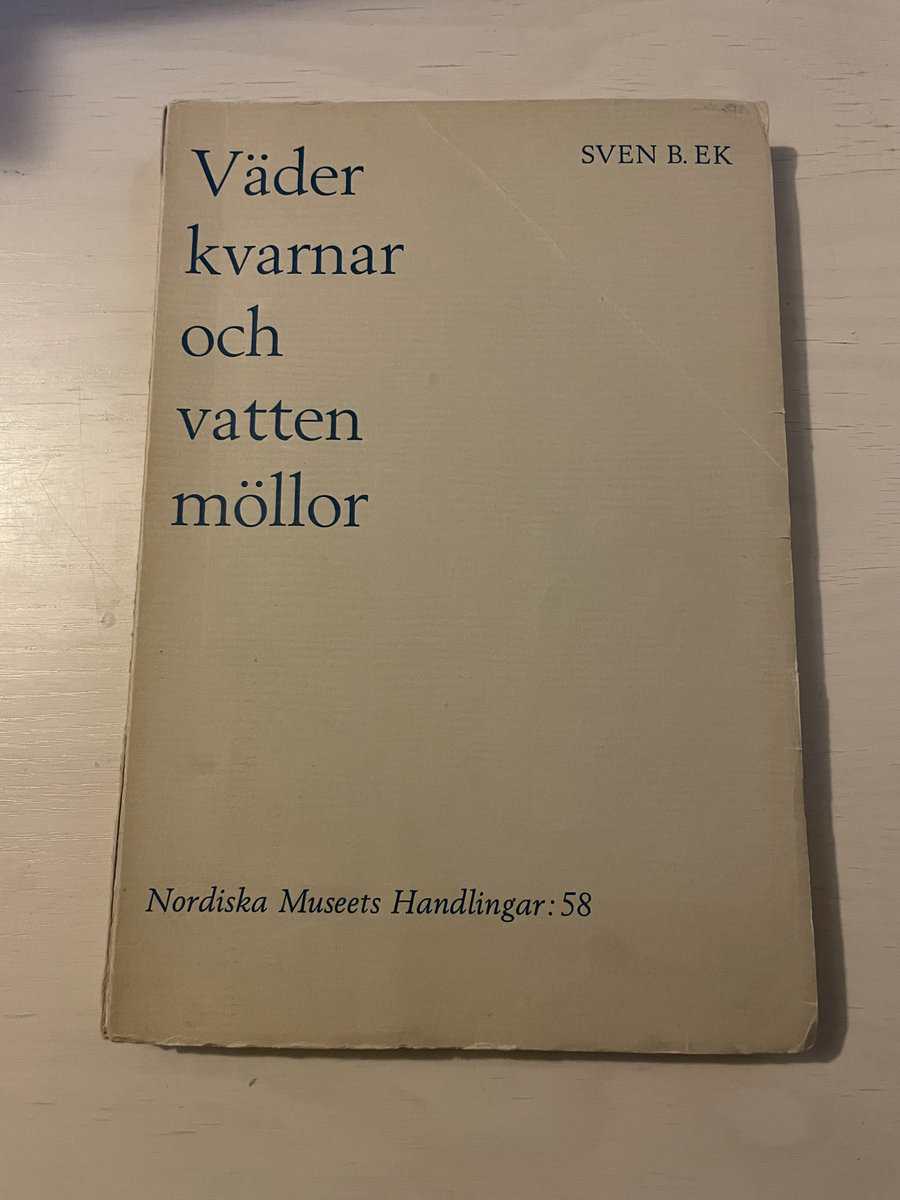 Väder
kvarnar
och
vatten
möllor
SVEN B. EK
Nordiska Museets Handlingar: 58